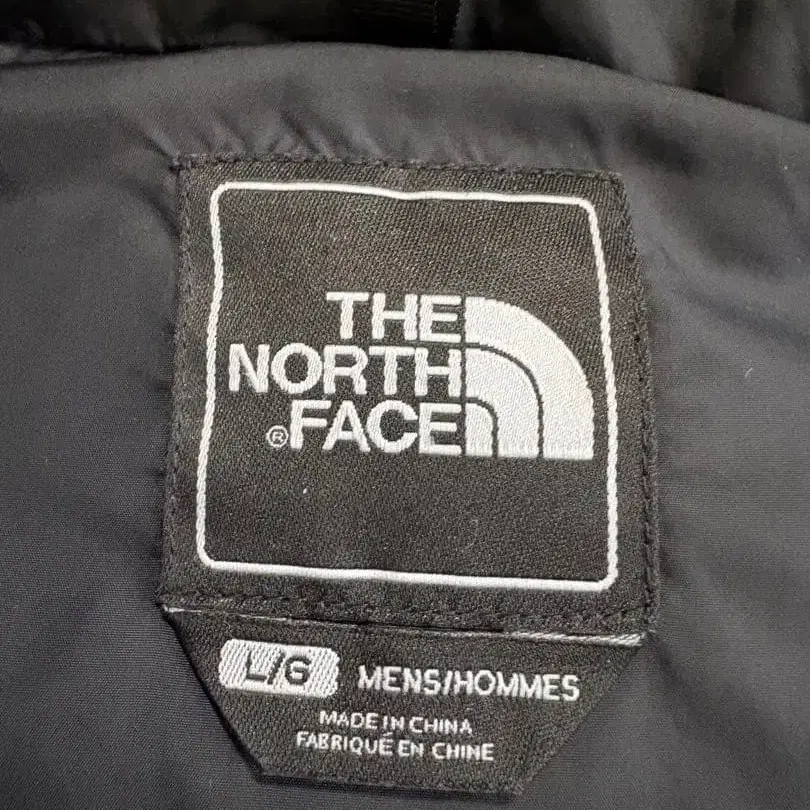 THE
NORTH
®FACE
L/G MENS/HOMMES
MADE IN CHINA
FABRIQUÉ EN CHINE